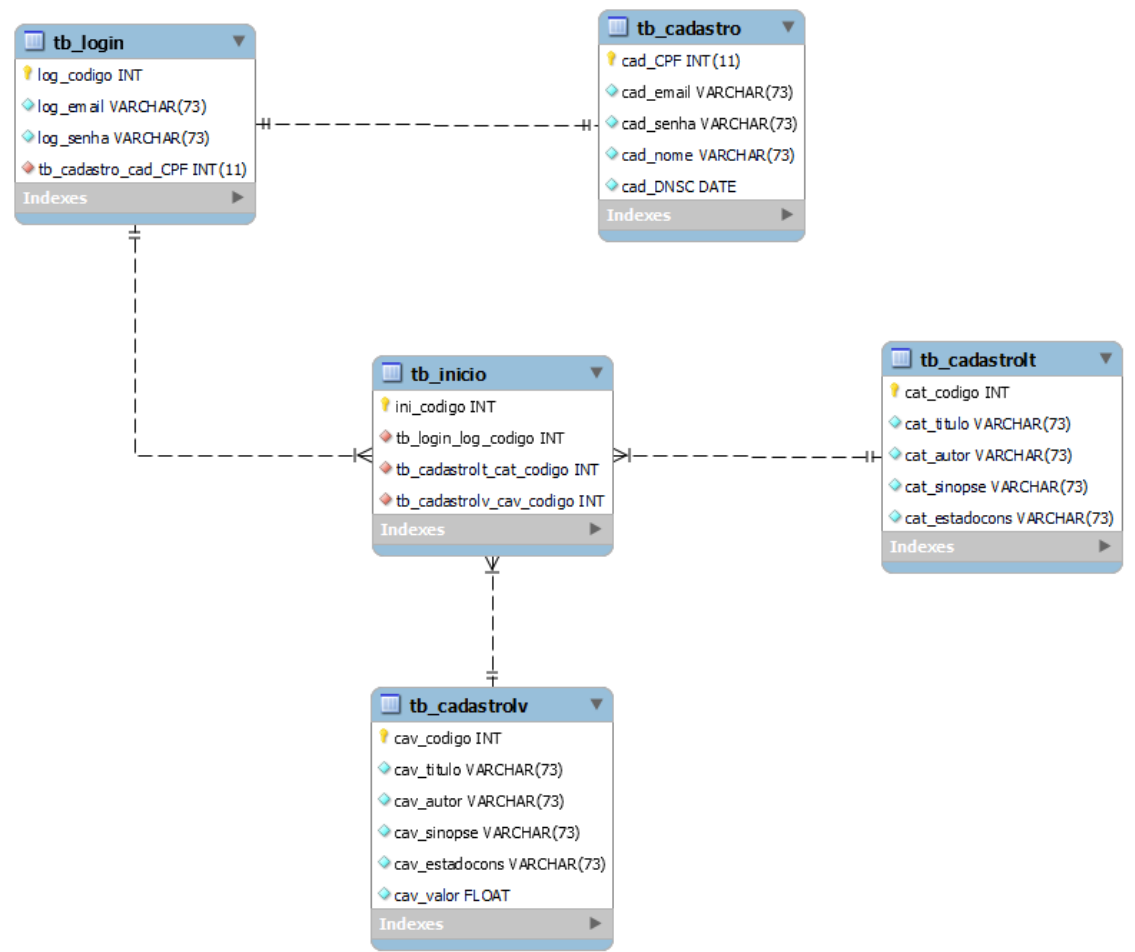 tb_login
log_codigo INT
log_email VARCHAR(73)
log_senha VARCHAR(73)
tb_cadastro_cad_CPF INT(11)
Indexes
tb_cadastro
cad_CPF INT(11)
cad_email VARCHAR(73)
cad_senha VARCHAR(73)
cad_nome VARCHAR(73)
cad_DNSC DATE
Indexes
tb_inicio
ini_codigo INT
tb_login_log_codigo INT
tb_cadastrolt_cat_codigo INT
tb_cadastrolv_cav_codigo INT
Indexes
tb_cadastrolt
cat_codigo INT
cat_titulo VARCHAR(73)
cat_autor VARCHAR(73)
cat_sinopse VARCHAR(73)
cat_estadocons VARCHAR(73)
Indexes
tb_cadastrolv
cav_codigo INT
cav_titulo VARCHAR(73)
cav_autor VARCHAR(73)
cav_sinopse VARCHAR(73)
cav_estadocons VARCHAR(73)
cav_valor FLOAT
Indexes